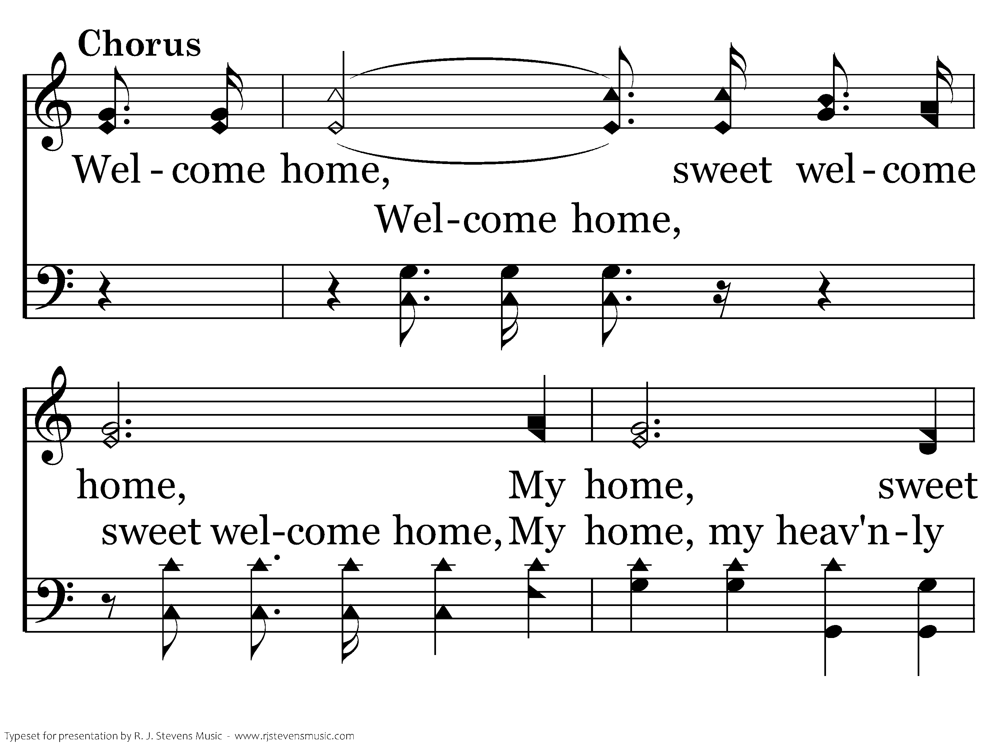 Chorus
Wel - come home, sweet wel - come
Wel-come home,
home, My home, sweet
sweet wel-come home, My home, my heav'n - ly
Typeset for presentation by R. J. Stevens Music - www.rjstevensmusic.com